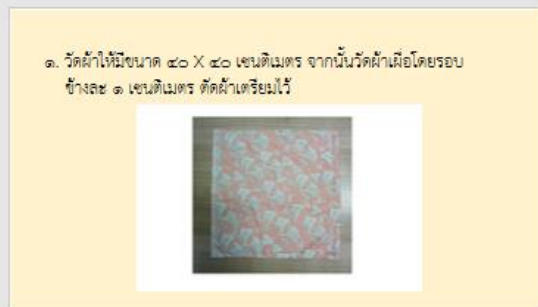 ๑. วัดผ้าให้มีขนาด ๔๐ X ๔๐ เซนติเมตร จากนั้นวัดผ้าเผื่อโดยรอบ
ข้างละ ๑ เซนติเมตร ตัดผ้าเตรียมไว้